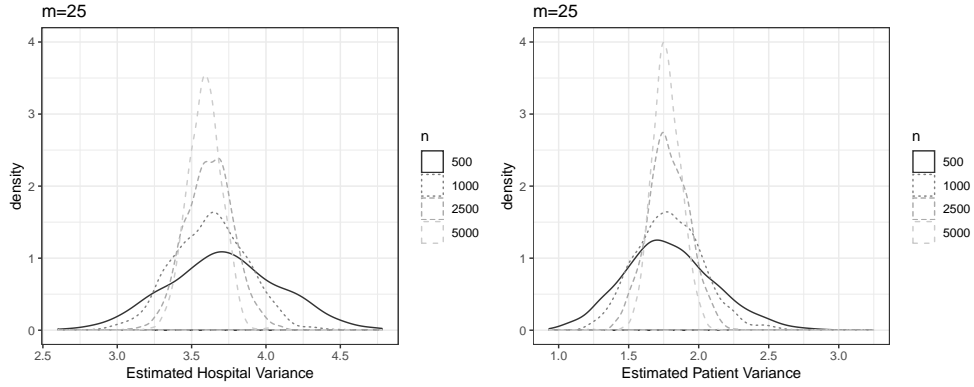 m=25
4
3
2
1
0
density
2.5 3.0 3.5 4.0 4.5
Estimated Hospital Variance
n
500
1000
2500
5000
m=25
4
3
2
1
0
density
1.0 1.5 2.0 2.5 3.0
Estimated Patient Variance
n
500
1000
2500
5000